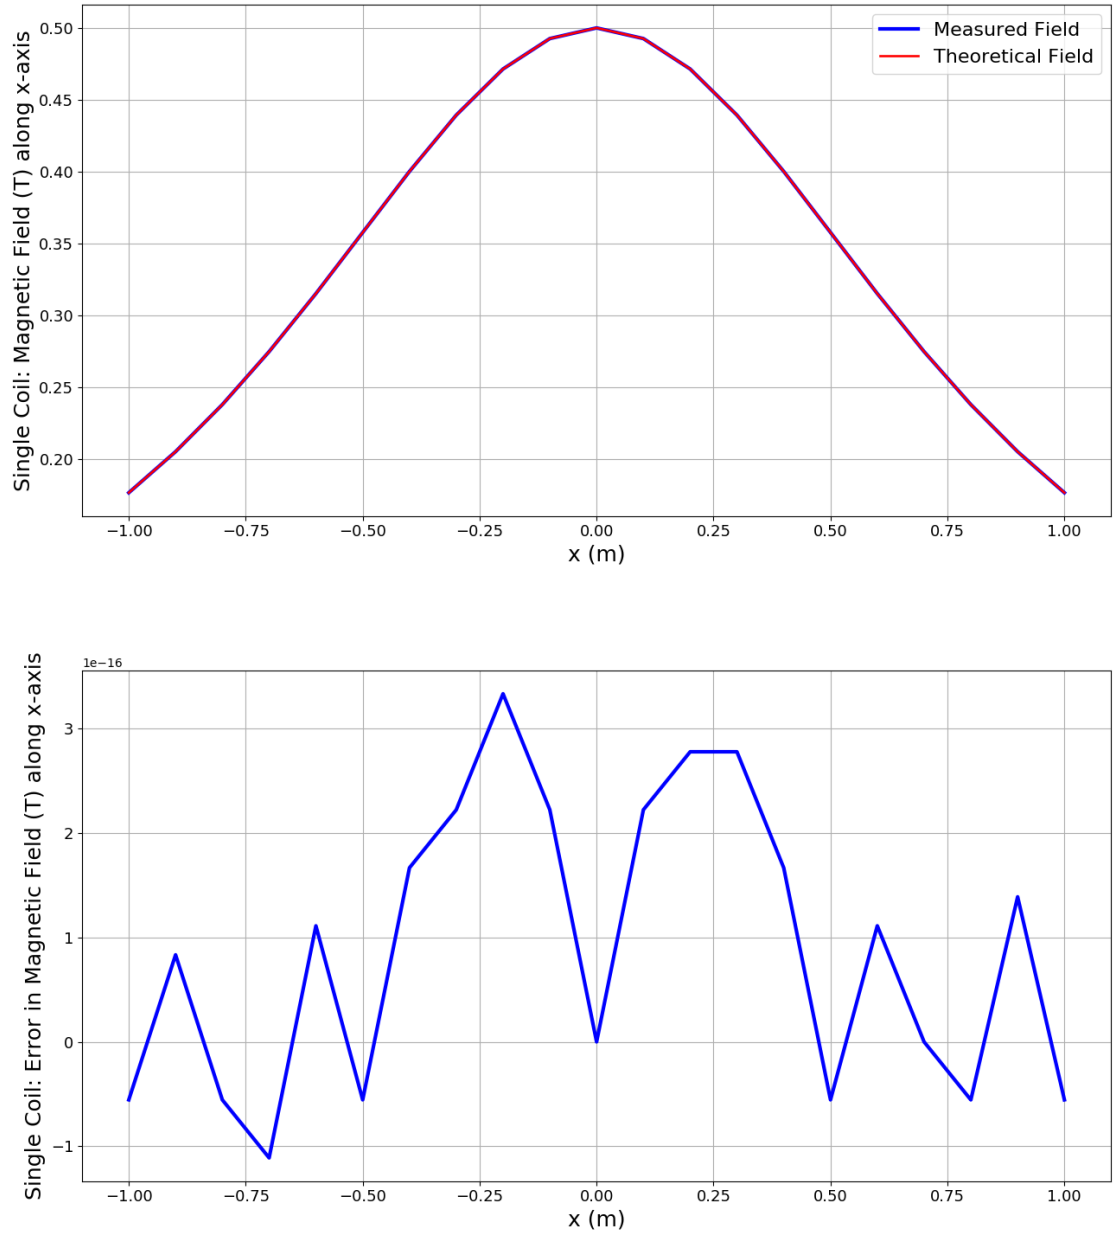 Single Coil: Magnetic Field (T) along x-axis
0.50
0.45
0.40
0.35
0.30
0.25
0.20
Measured Field
Theoretical Field
−1.00 −0.75 −0.50 −0.25 0.00 0.25 0.50 0.75 1.00
x (m)
Single Coil: Error in Magnetic Field (T) along x-axis
1e−16
3
2
1
0
−1
−1.00 −0.75 −0.50 −0.25 0.00 0.25 0.50 0.75 1.00
x (m)